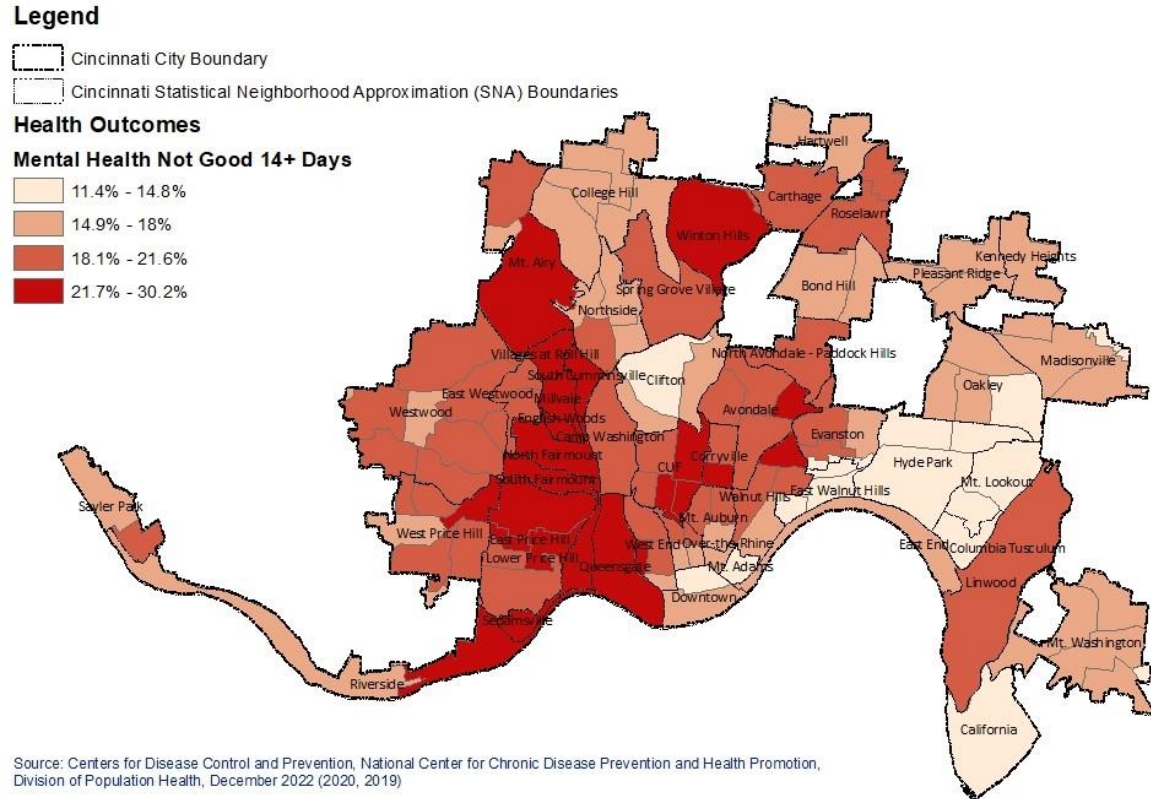 Legend
Cincinnati City Boundary
Cincinnati Statistical Neighborhood Approximation (SNA) Boundaries
Health Outcomes
Mental Health Not Good 14+ Days
11.4% - 14.8%
14.9% - 18%
18.1% - 21.6%
21.7% - 30.2%
Hartwell
College Hill
Carthage
Roselawn
Winton Hills
Mt. Airy
Kennedy Heights
Pleasant Ridge
Spring Grove Village
Bond Hill
Northside
Villages at Roll Hill
North Avondale - Paddock Hills
Madisonville
South Cumminsville
Clifton
Oakley
East Westwood
Millvale
Westwood
Avondale
English Woods
Camp Washington
Evanston
North Fairmount
Corryville
Hyde Park
CUF
South Fairmount
Mt. Lookout
Walnut Hills
East Walnut Hills
Sayler Park
Mt. Auburn
West Price Hill
East Price Hill
West End
Over-the-Rhine
East End
Columbia Tusculum
Lower Price Hill
Queensgate
Mt. Adams
Linwood
Downtown
Sedamsville
Mt. Washington
Riverside
California
Source: Centers for Disease Control and Prevention, National Center for Chronic Disease Prevention and Health Promotion,
Division of Population Health, December 2022 (2020, 2019)